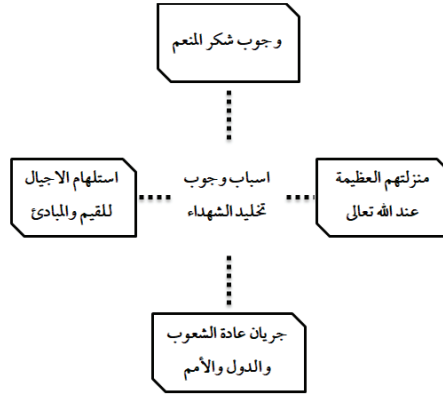 وجوب شكر المنعم
منزلتهم العظيمة
عند الله تعالى
اسباب وجوب
تخليد الشهداء
استلهام الاجيال
للقيم والمبادئ
جريان عادة الشعوب
والدول والأمم